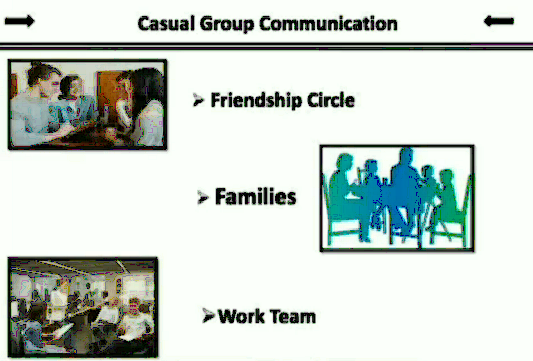 Casual Group Communication
➢ Friendship Circle
➢ Families
➢ Work Team